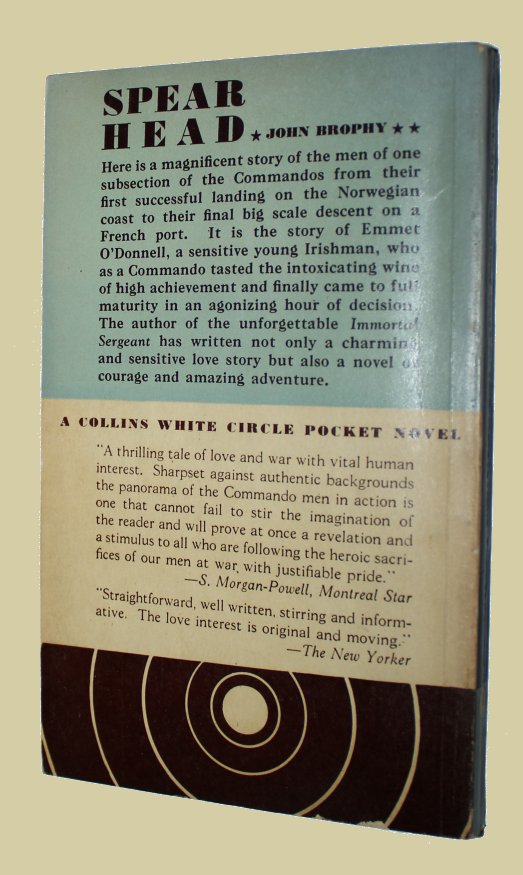 SPEAR
HEAD ★ JOHN BROPHY ★ ★
Here is a magnificent story of the men of one
subsection of the Commandos from their
first successful landing on the Norwegian
coast to their final big scale descent on a
French port. It is the story of Emmet
O'Donnell, a sensitive young Irishman, who
as a Commando tasted the intoxicating wine
of high achievement and finally came to full
maturity in an agonizing hour of decision.
The author of the unforgettable Immortal
Sergeant has written not only a charming
and sensitive love story but also a novel of
courage and amazing adventure.
A COLLINS WHITE CIRCLE POCKET NOVEL
"A thrilling tale of love and war with vital human
interest. Sharpset against authentic backgrounds
the panorama of the Commando men in action is
one that cannot fail to stir the imagination of
the reader and will prove at once a revelation and
a stimulus to all who are following the heroic sacri-
fices of our men at war, with justifiable pride."
—S. Morgan-Powell, Montreal Star
"Straightforward, well written, stirring and inform-
ative. The love interest is original and moving."
—The New Yorker